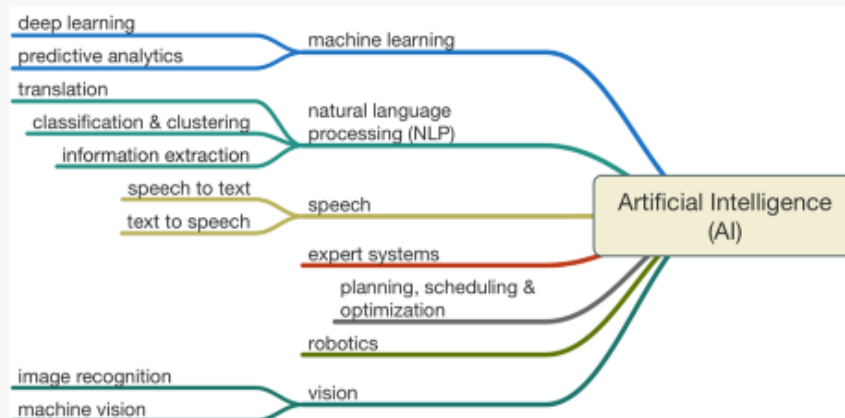 deep learning
machine learning
predictive analytics
translation
natural language
processing (NLP)
classification & clustering
information extraction
speech to text
speech
text to speech
expert systems
planning, scheduling &
optimization
robotics
image recognition
vision
machine vision
Artificial Intelligence
(AI)